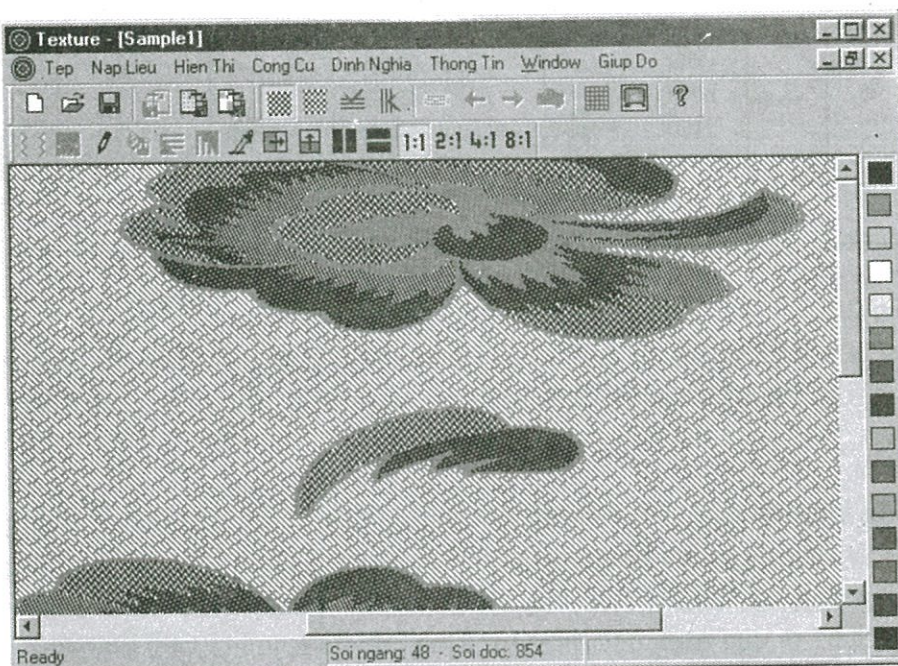 Texture - [Sample1]
Tep Nap Lieu Hien Thi Cong Cu Dinh Nghia Thong Tin Window Giup Do
1:1 2:1 4:1 8:1
Ready Soi ngang: 48 - Soi doc: 854